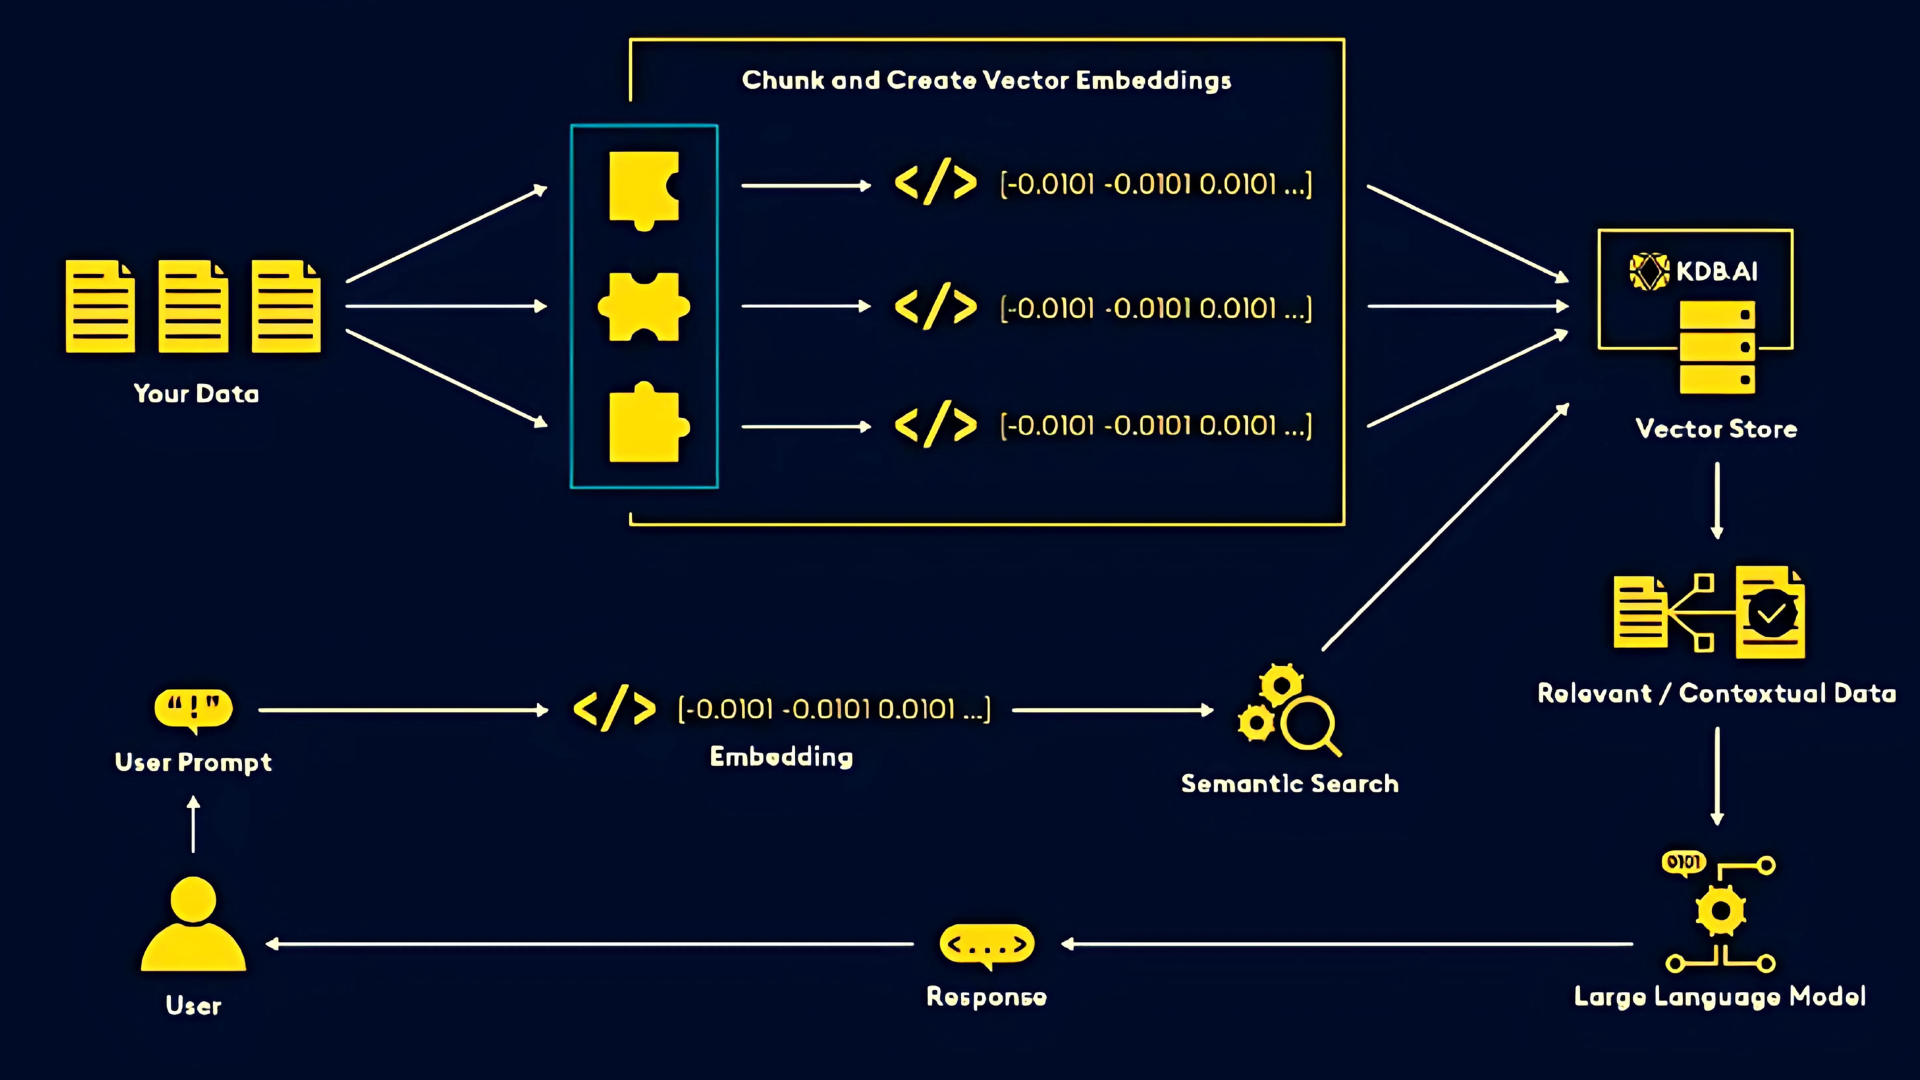 Chunk and Create Vector Embeddings
</> [-0.0101 -0.0101 0.0101 ...]
</> [-0.0101 -0.0101 0.0101 ...]
</> [-0.0101 -0.0101 0.0101 ...]
Your Data
KDB.AI
Vector Store
Relevant / Contextual Data
“!”
User Prompt
</> [-0.0101 -0.0101 0.0101 ...]
Embedding
Semantic Search
0101
Large Language Model
<...>
Response
User